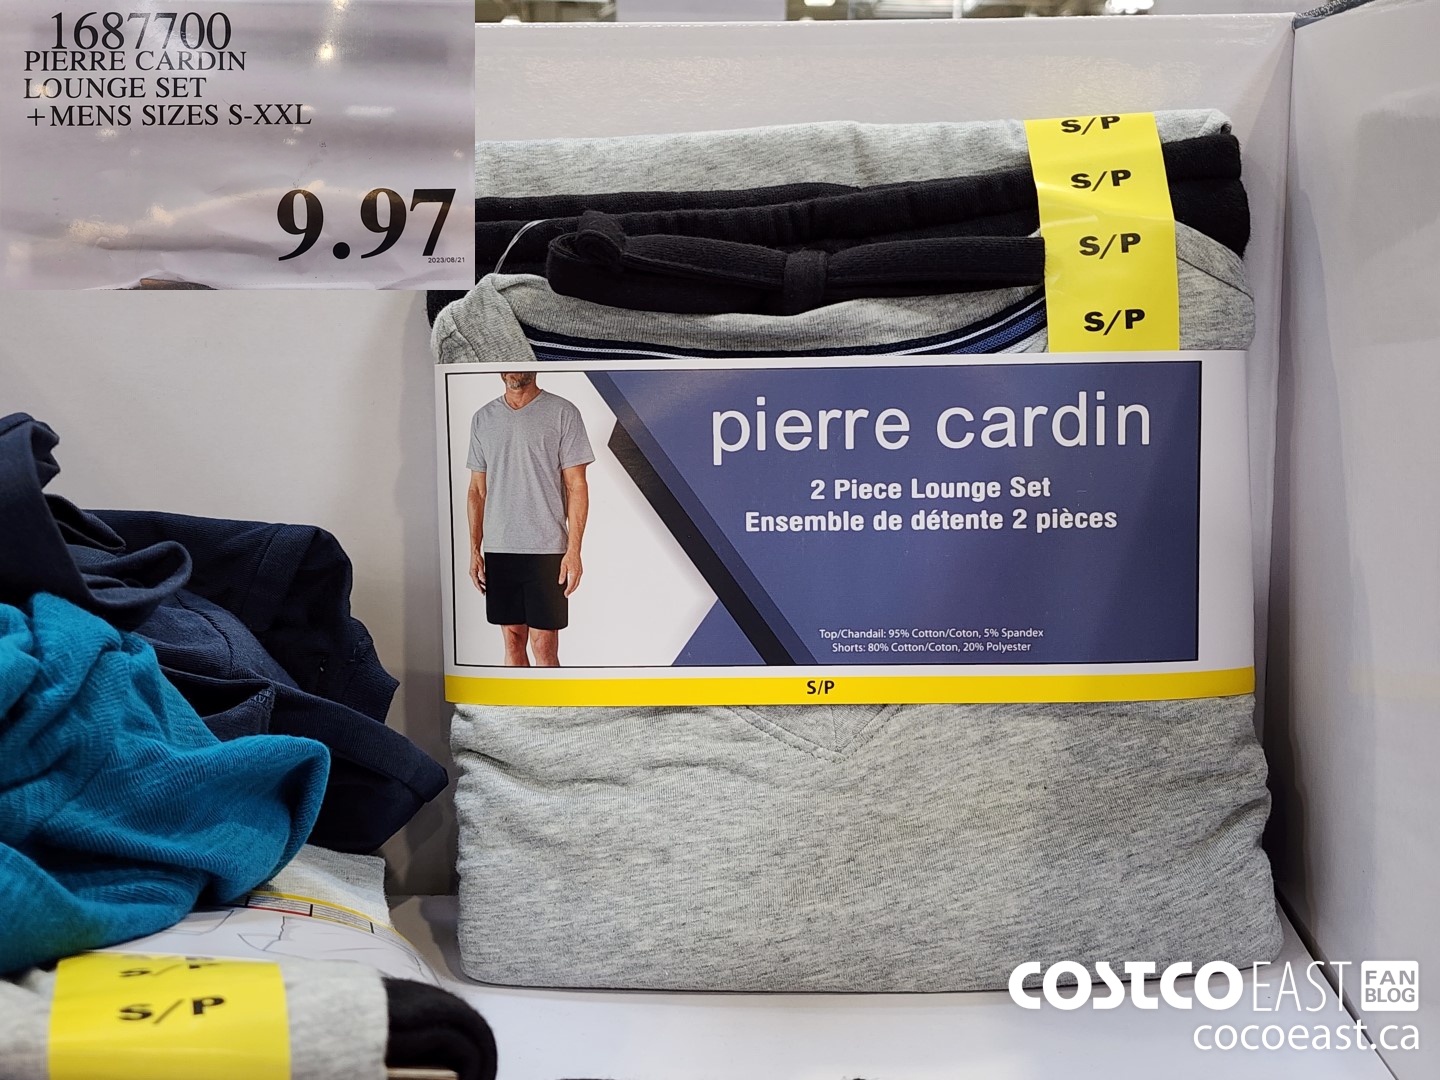 1687700
PIERRE CARDIN
LOUNGE SET
+MENS SIZES S-XXL
9.97
2023/08/21
S/P
S/P
S/P
S/P
pierre cardin
2 Piece Lounge Set
Ensemble de détente 2 pièces
Top/Chandail: 95% Cotton/Coton, 5% Spandex
Shorts: 80% Cotton/Coton, 20% Polyester
S/P
S/P
S/P
COSTCO EAST FAN BLOG
cocoeast.ca